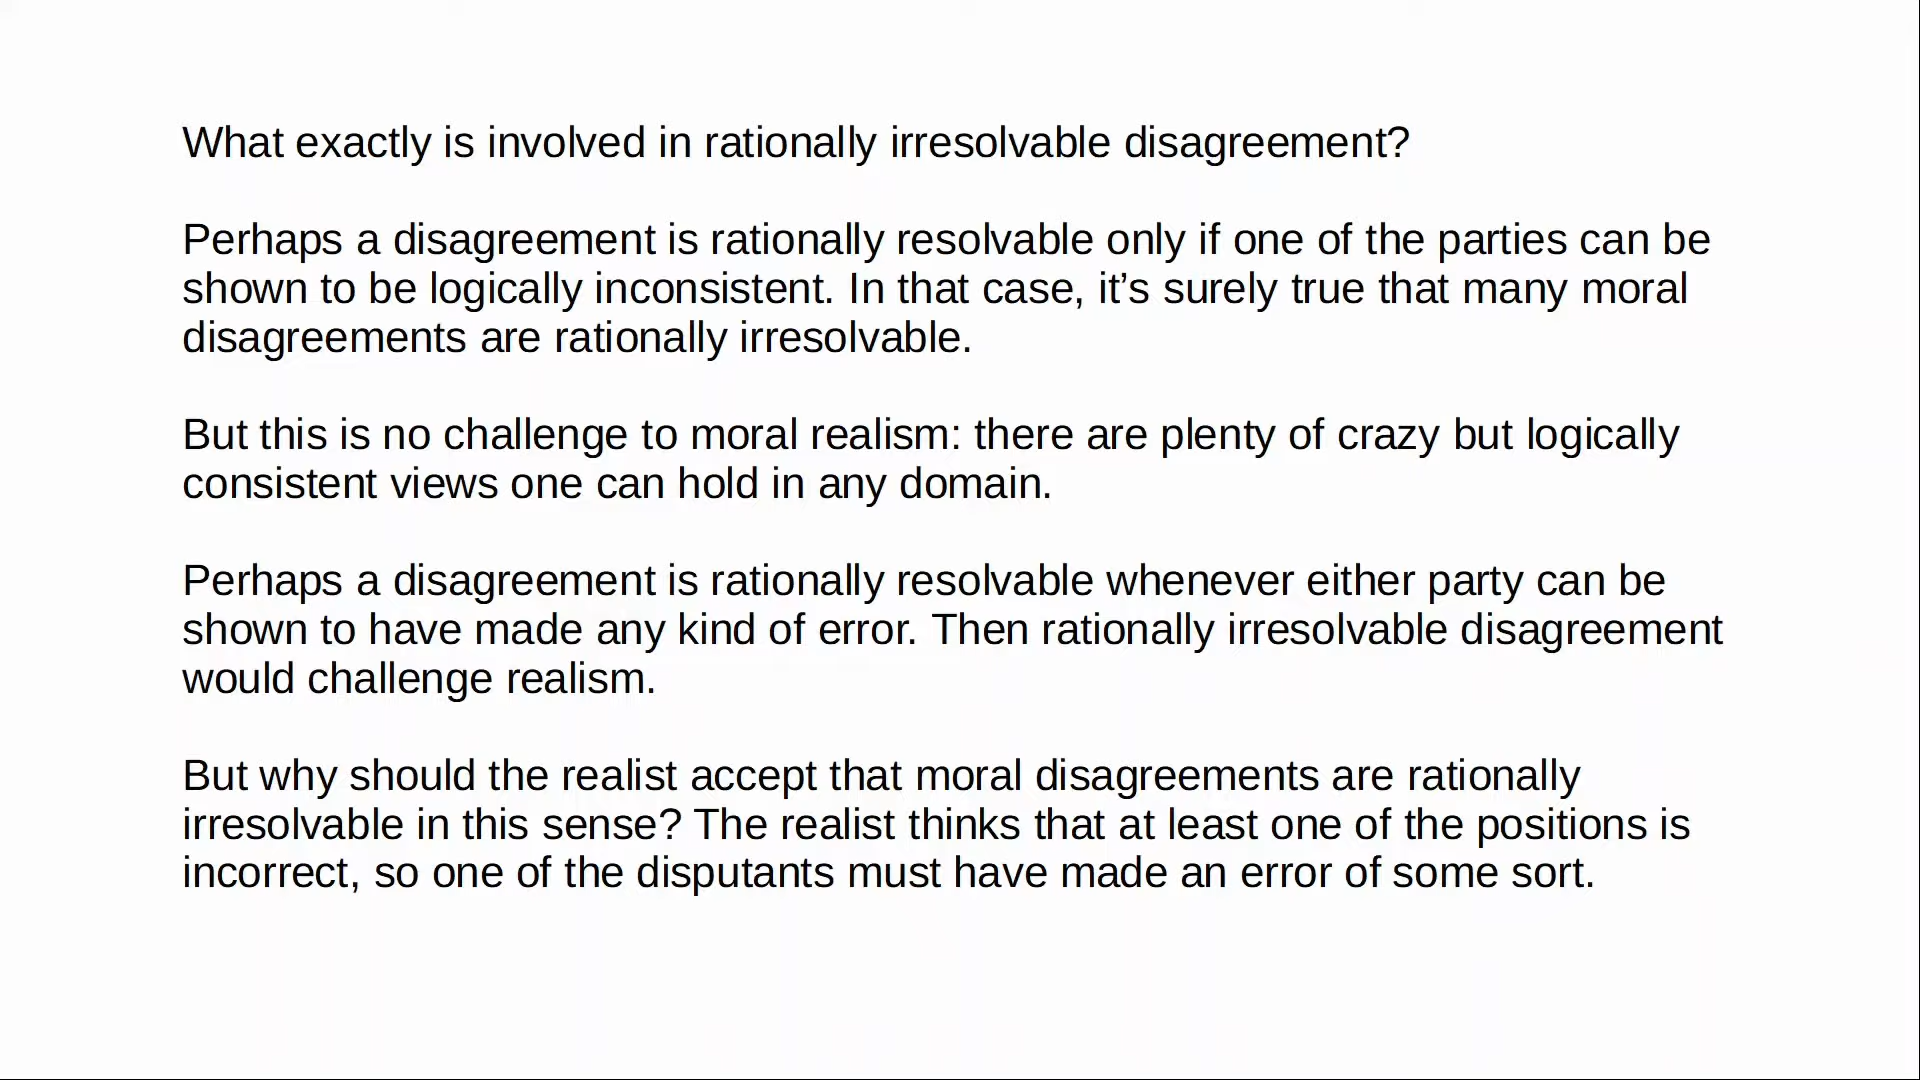 What exactly is involved in rationally irresolvable disagreement?
Perhaps a disagreement is rationally resolvable only if one of the parties can be
shown to be logically inconsistent. In that case, it’s surely true that many moral
disagreements are rationally irresolvable.
But this is no challenge to moral realism: there are plenty of crazy but logically
consistent views one can hold in any domain.
Perhaps a disagreement is rationally resolvable whenever either party can be
shown to have made any kind of error. Then rationally irresolvable disagreement
would challenge realism.
But why should the realist accept that moral disagreements are rationally
irresolvable in this sense? The realist thinks that at least one of the positions is
incorrect, so one of the disputants must have made an error of some sort.